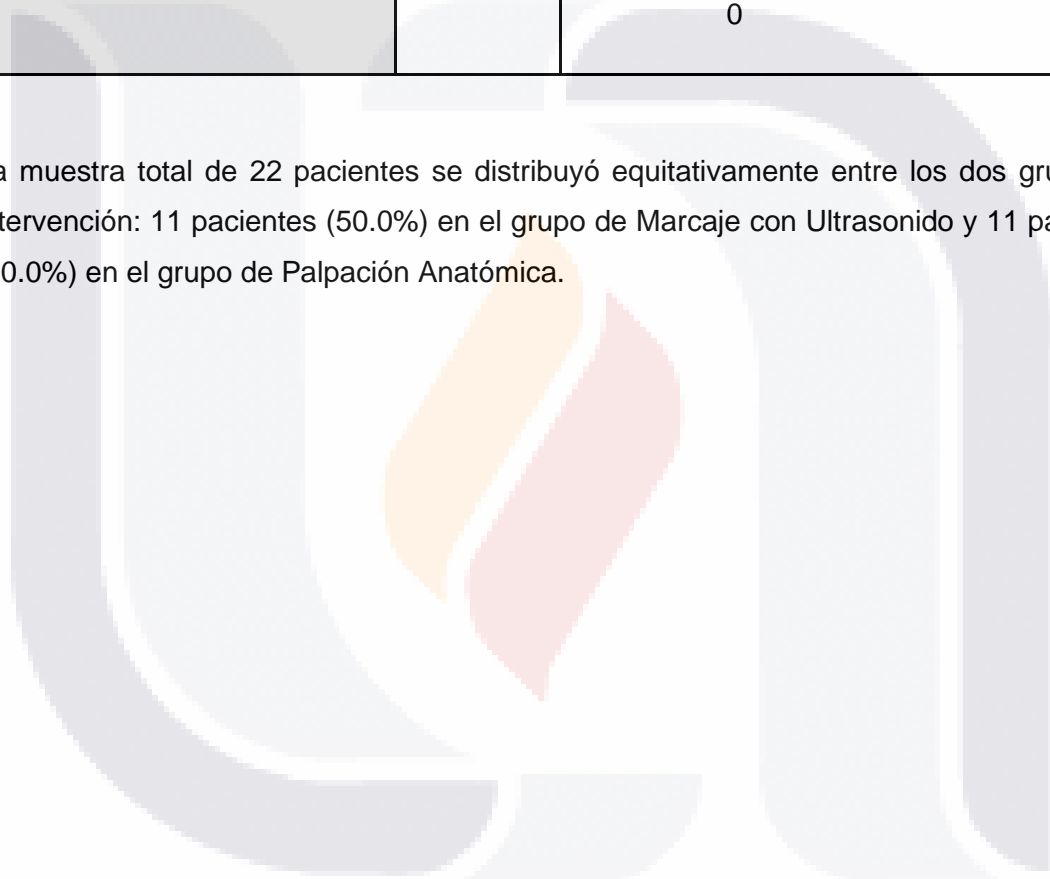 0
a muestra total de 22 pacientes se distribuyó equitativamente entre los dos gru
tervención: 11 pacientes (50.0%) en el grupo de Marcaje con Ultrasonido y 11 pa
0.0%) en el grupo de Palpación Anatómica.